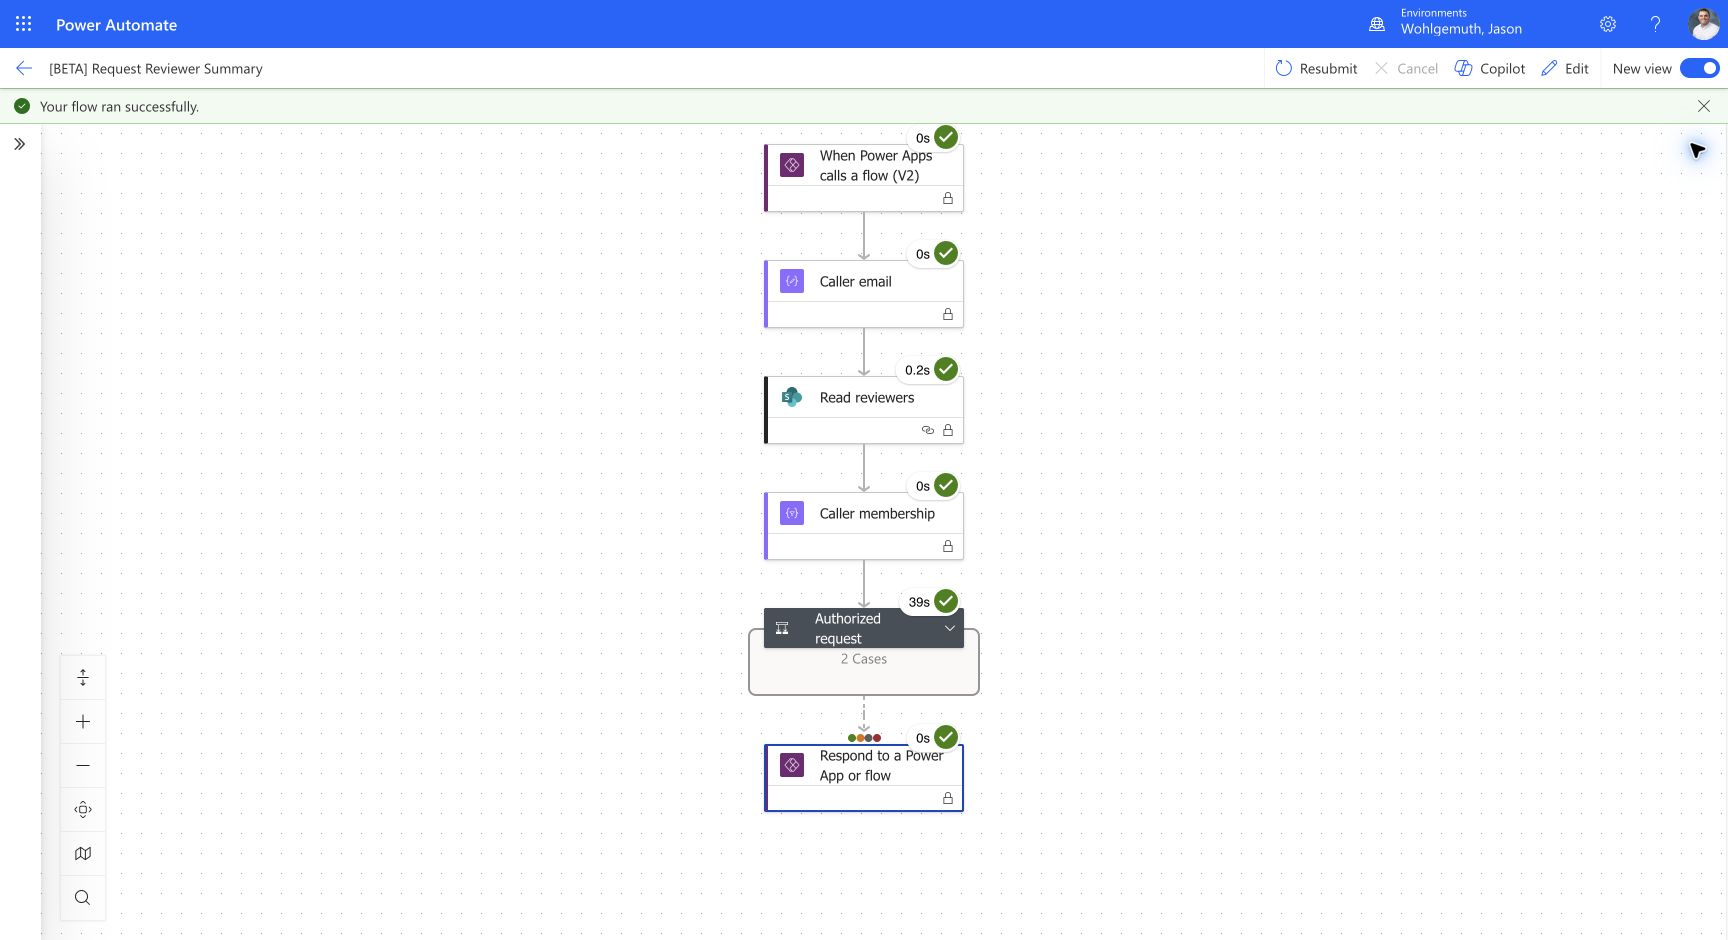 Power Automate
Environments
Wohlgemuth, Jason
[BETA] Request Reviewer Summary
Resubmit
Cancel
Copilot
Edit
New view
Your flow ran successfully.
0s
When Power Apps
calls a flow (V2)
0s
Caller email
0.2s
Read reviewers
0s
Caller membership
39s
Authorized
request
2 Cases
0s
Respond to a Power
App or flow